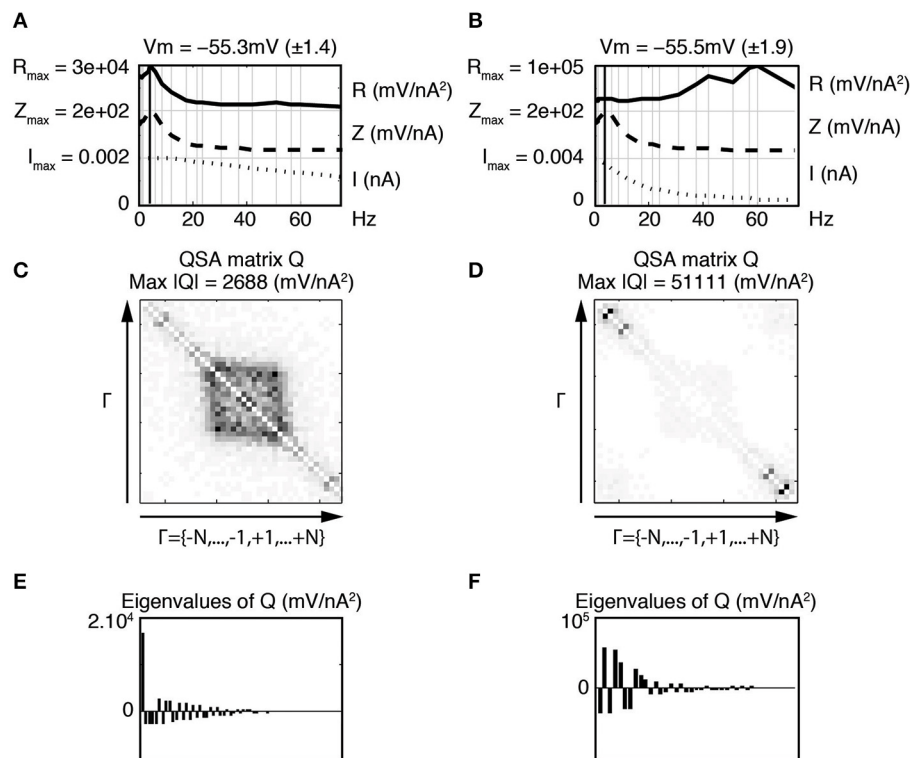 A
B
Vm = −55.3mV (±1.4)
Vm = −55.5mV (±1.9)
Rmax = 3e+04
Zmax = 2e+02
Imax = 0.002
0
R (mV/nA²)
Z (mV/nA)
I (nA)
0 20 40 60 Hz
Rmax = 1e+05
Zmax = 2e+02
Imax = 0.004
0
R (mV/nA²)
Z (mV/nA)
I (nA)
0 20 40 60 Hz
C
QSA matrix Q
Max |Q| = 2688 (mV/nA²)
Γ
Γ={-N,...,-1,+1,...+N}
D
QSA matrix Q
Max |Q| = 51111 (mV/nA²)
Γ
Γ={-N,...,-1,+1,...+N}
E
Eigenvalues of Q (mV/nA²)
2.10⁴
0
F
Eigenvalues of Q (mV/nA²)
10⁵
0